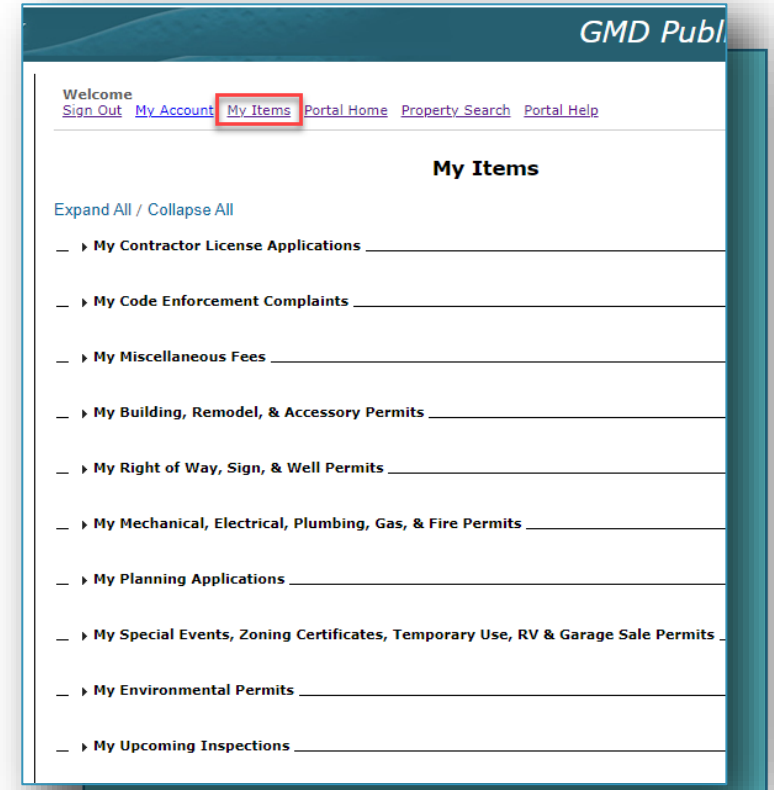 GMD Publ
Welcome
Sign Out My Account My Items Portal Home Property Search Portal Help
My Items
Expand All / Collapse All
My Contractor License Applications
My Code Enforcement Complaints
My Miscellaneous Fees
My Building, Remodel, & Accessory Permits
My Right of Way, Sign, & Well Permits
My Mechanical, Electrical, Plumbing, Gas, & Fire Permits
My Planning Applications
My Special Events, Zoning Certificates, Temporary Use, RV & Garage Sale Permits
My Environmental Permits
My Upcoming Inspections